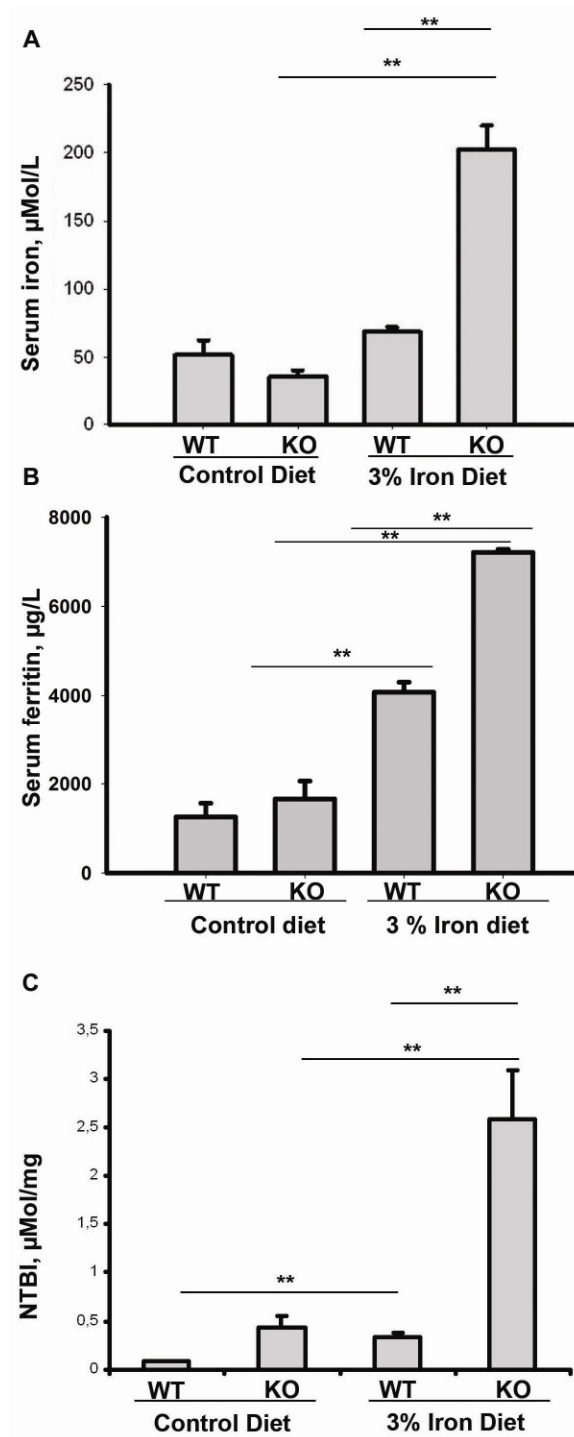 A
**
**
Serum iron, µMol/L
250
200
150
100
50
0
WT KO WT KO
Control Diet 3% Iron Diet
B
**
**
**
Serum ferritin, µg/L
8000
6000
4000
2000
0
WT KO WT KO
Control diet 3 % Iron diet
C
**
**
**
NTBI, µMol/mg
3,5
3
2,5
2
1,5
1
0,5
0
WT KO WT KO
Control Diet 3% Iron Diet